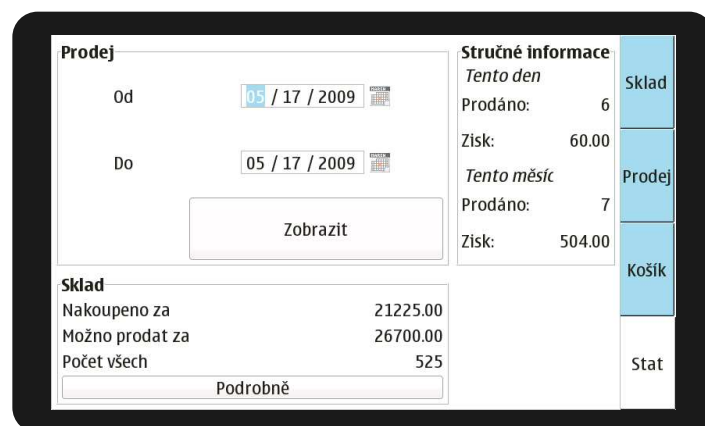 Prodej
Od
05 / 17 / 2009
Do
05 / 17 / 2009
Zobrazit
Stručné informace
Tento den
Prodáno: 6
Zisk: 60.00
Tento měsíc
Prodáno: 7
Zisk: 504.00
Sklad
Nakoupeno za 21225.00
Možno prodat za 26700.00
Počet všech 525
Podrobně
Sklad
Prodej
Košík
Stat